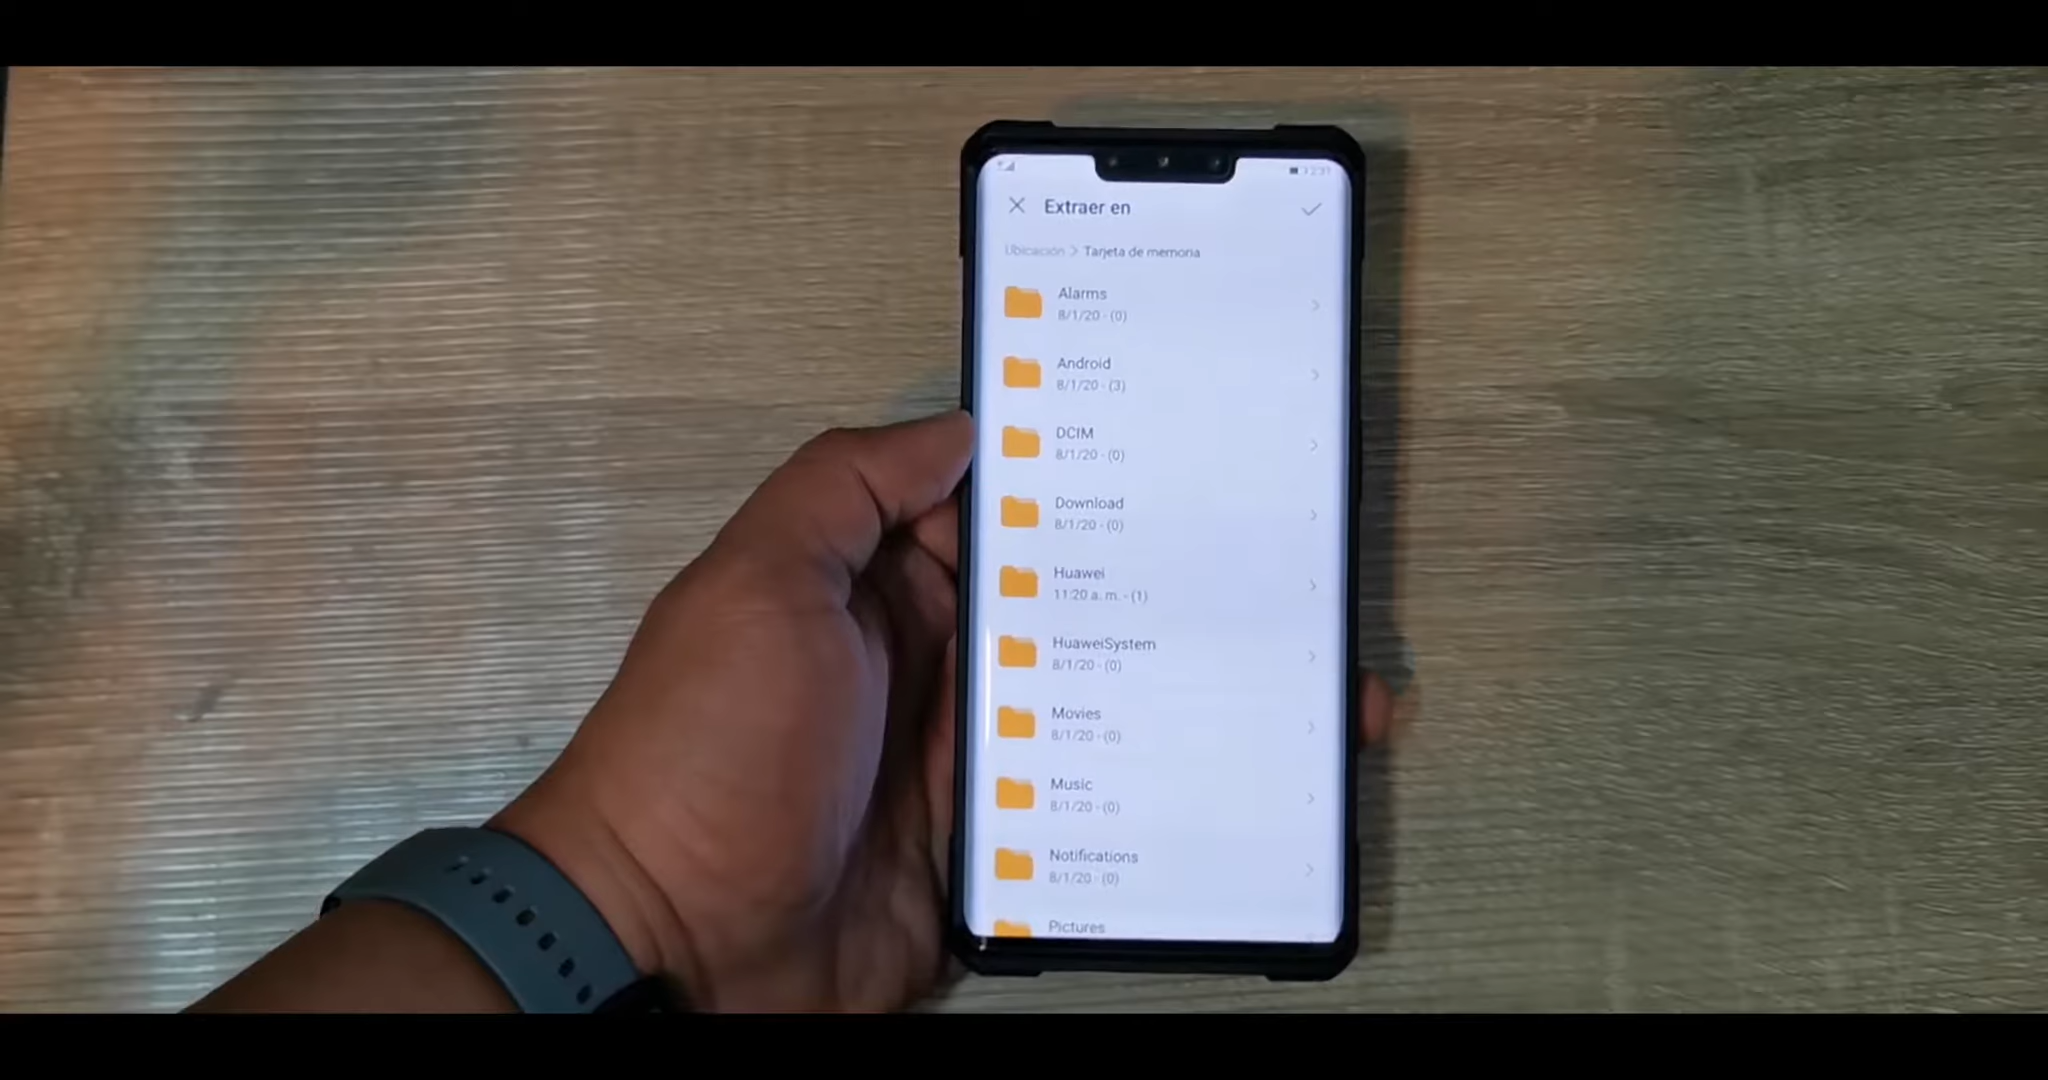 Extraer en
Ubicación > Tarjeta de memoria
Alarms
8/1/20 - (0)
Android
8/1/20 - (3)
DCIM
8/1/20 - (0)
Download
8/1/20 - (0)
Huawei
11:20 a. m. - (1)
HuaweiSystem
8/1/20 - (0)
Movies
8/1/20 - (0)
Music
8/1/20 - (0)
Notifications
8/1/20 - (0)
Pictures